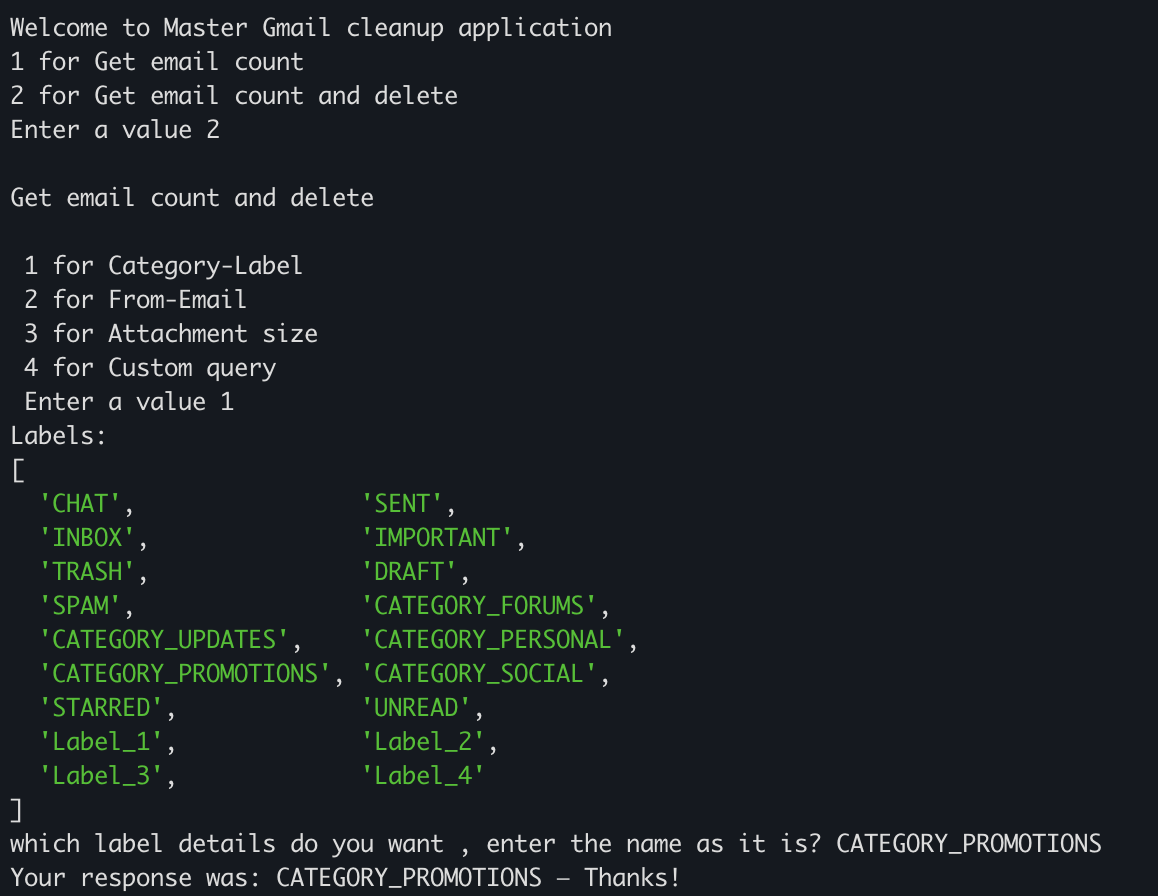 Welcome to Master Gmail cleanup application
1 for Get email count
2 for Get email count and delete
Enter a value 2
Get email count and delete
1 for Category-Label
2 for From-Email
3 for Attachment size
4 for Custom query
Enter a value 1
Labels:
[
'CHAT', 'SENT',
'INBOX', 'IMPORTANT',
'TRASH', 'DRAFT',
'SPAM', 'CATEGORY_FORUMS',
'CATEGORY_UPDATES', 'CATEGORY_PERSONAL',
'CATEGORY_PROMOTIONS', 'CATEGORY_SOCIAL',
'STARRED', 'UNREAD',
'Label_1', 'Label_2',
'Label_3', 'Label_4'
]
which label details do you want , enter the name as it is? CATEGORY_PROMOTIONS
Your response was: CATEGORY_PROMOTIONS – Thanks!